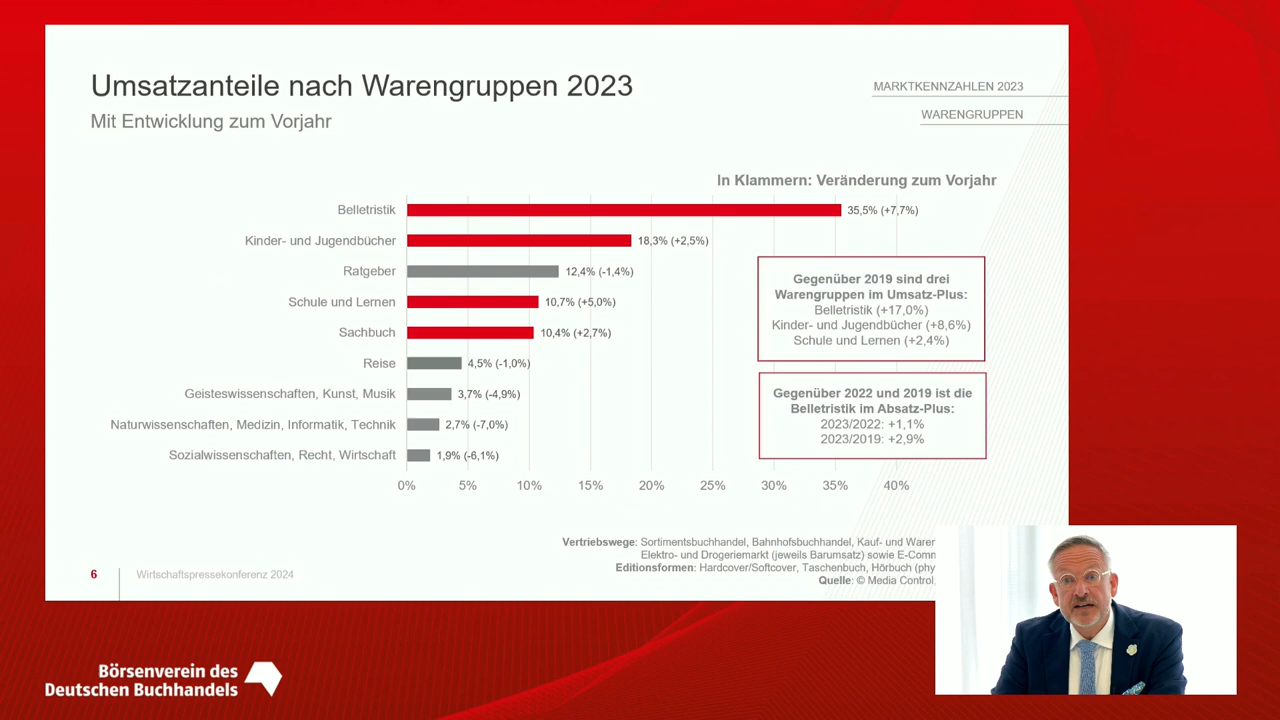 Umsatzanteile nach Warengruppen 2023
Mit Entwicklung zum Vorjahr
MARKTKENNZAHLEN 2023
WARENGRUPPEN
In Klammern: Veränderung zum Vorjahr
Belletristik 35,5% (+7,7%)
Kinder- und Jugendbücher 18,3% (+2,5%)
Ratgeber 12,4% (-1,4%)
Schule und Lernen 10,7% (+5,0%)
Sachbuch 10,4% (+2,7%)
Reise 4,5% (-1,0%)
Geisteswissenschaften, Kunst, Musik 3,7% (-4,9%)
Naturwissenschaften, Medizin, Informatik, Technik 2,7% (-7,0%)
Sozialwissenschaften, Recht, Wirtschaft 1,9% (-6,1%)
0% 5% 10% 15% 20% 25% 30% 35% 40%
Gegenüber 2019 sind drei
Warengruppen im Umsatz-Plus:
Belletristik (+17,0%)
Kinder- und Jugendbücher (+8,6%)
Schule und Lernen (+2,4%)
Gegenüber 2022 und 2019 ist die
Belletristik im Absatz-Plus:
2023/2022: +1,1%
2023/2019: +2,9%
Vertriebswege: Sortimentsbuchhandel, Bahnhofsbuchhandel, Kauf- und
Elektro- und Drogeriemarkt (jeweils Barumsatz) sowie
Editionsformen: Hardcover/Softcover, Taschenbuch, Hörbuch
Quelle: © Media Control,
6 Wirtschaftspressekonferenz 2024
Börsenverein des
Deutschen Buchhandels